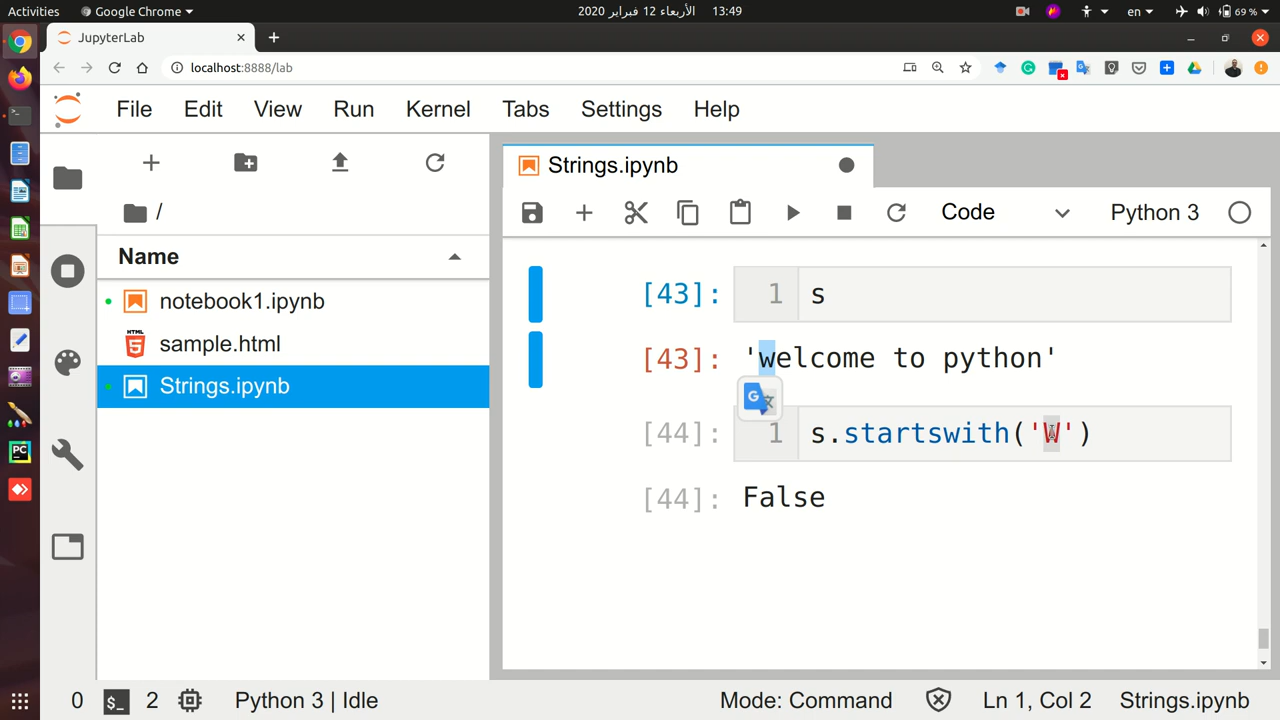 Activities Google Chrome الأربعاء 12 فبراير 2020 13:49 en 69 %
JupyterLab
localhost:8888/lab
File Edit View Run Kernel Tabs Settings Help
Strings.ipynb
/
Code Python 3
Name
notebook1.ipynb
sample.html
Strings.ipynb
[43]: 1 s
[43]: 'welcome to python'
[44]: 1 s.startswith('W')
[44]: False
0 2 Python 3 | Idle Mode: Command Ln 1, Col 2 Strings.ipynb